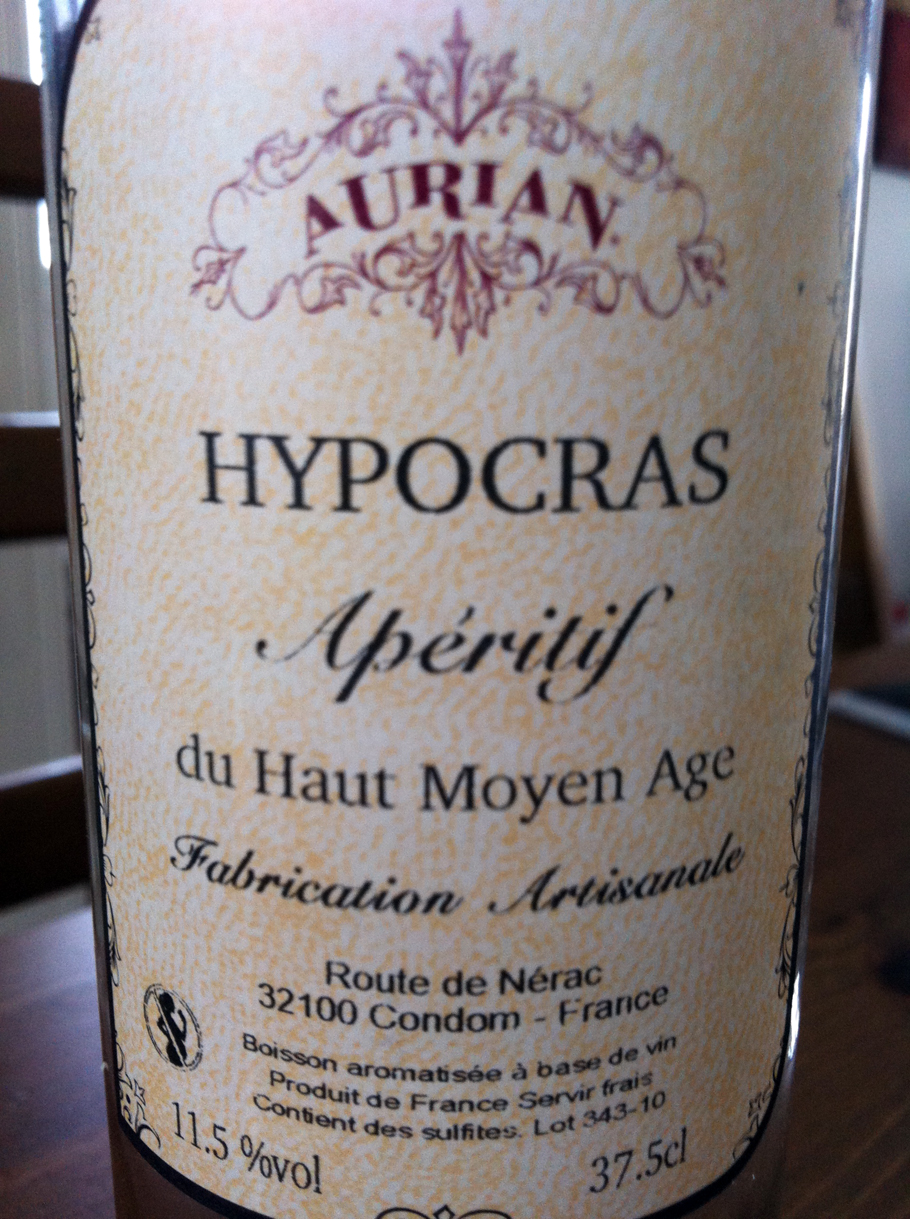 AURIAN
HYPOCRAS
Apéritif
du Haut Moyen Age
Fabrication Artisanale
Route de Nérac
32100 Condom - France
Boisson aromatisée à base de vin
Produit de France Servir frais
Contient des sulfites. Lot 343-10
11.5 %vol 37.5cl